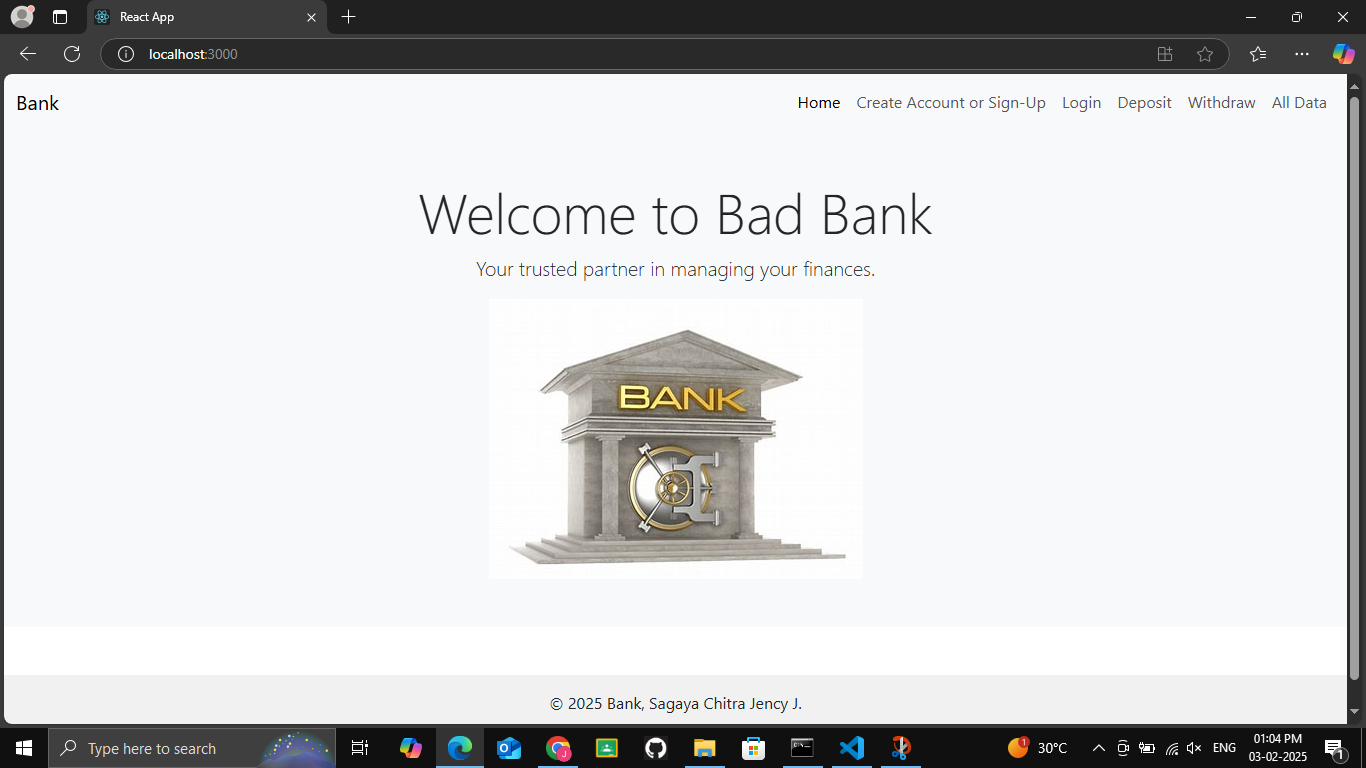 React App
localhost:3000
Bank
Home Create Account or Sign-Up Login Deposit Withdraw All Data
Welcome to Bad Bank
Your trusted partner in managing your finances.
BANK
© 2025 Bank, Sagaya Chitra Jency J.
Type here to search
1
30°C
ENG
01:04 PM
03-02-2025
1